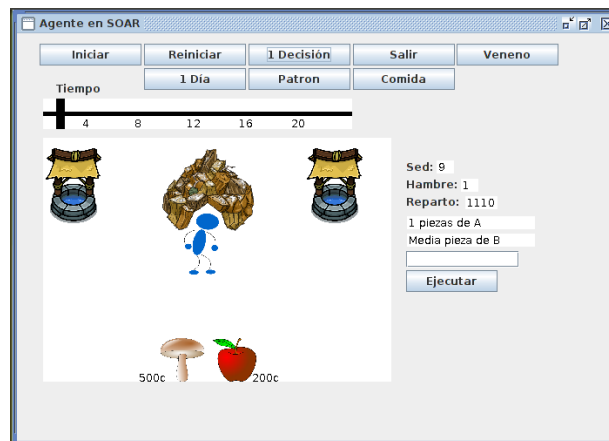 Agente en SOAR
Iniciar Reiniciar 1 Decisión Salir Veneno
1 Día Patron Comida
Tiempo
4 8 12 16 20
Sed: 9
Hambre: 1
Reparto: 1110
1 piezas de A
Media pieza de B
Ejecutar
500c 200c